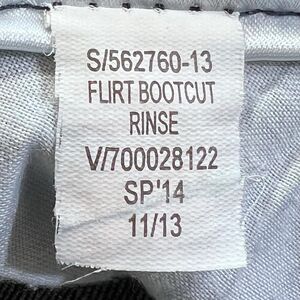 S/562760-13
FLIRT BOOTCUT
RINSE
V/700028122
SP'14
11/13